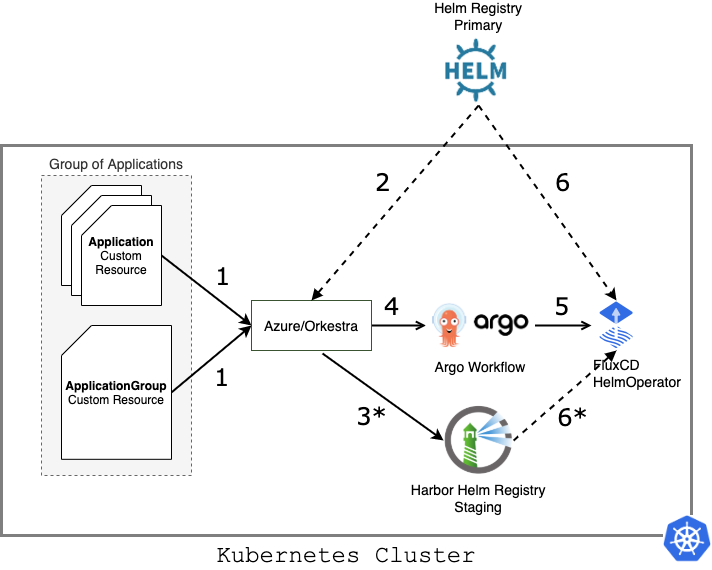 Helm Registry
Primary
HELM
Group of Applications
2
6
Application
Custom
Resource
1
Azure/Orkestra
4
argo
5
Argo Workflow
FluxCD
HelmOperator
ApplicationGroup
Custom Resource
1
3*
6*
Harbor Helm Registry
Staging
Kubernetes Cluster